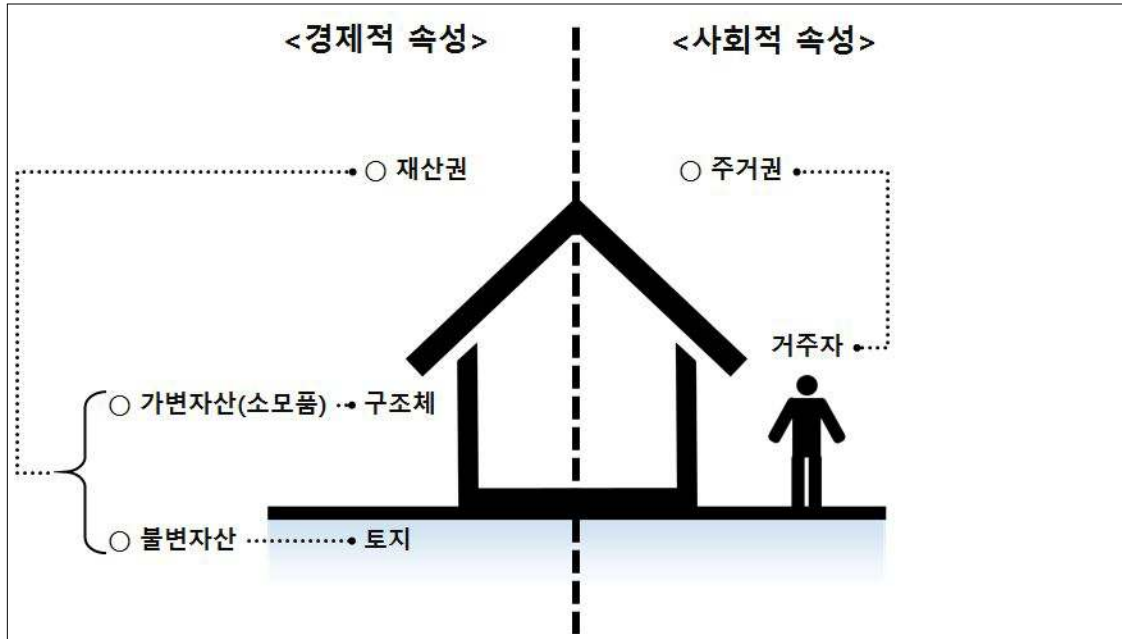 <경제적 속성> <사회적 속성>
○ 재산권 ○ 주거권
거주자
○ 가변자산(소모품) 구조체
○ 불변자산 토지